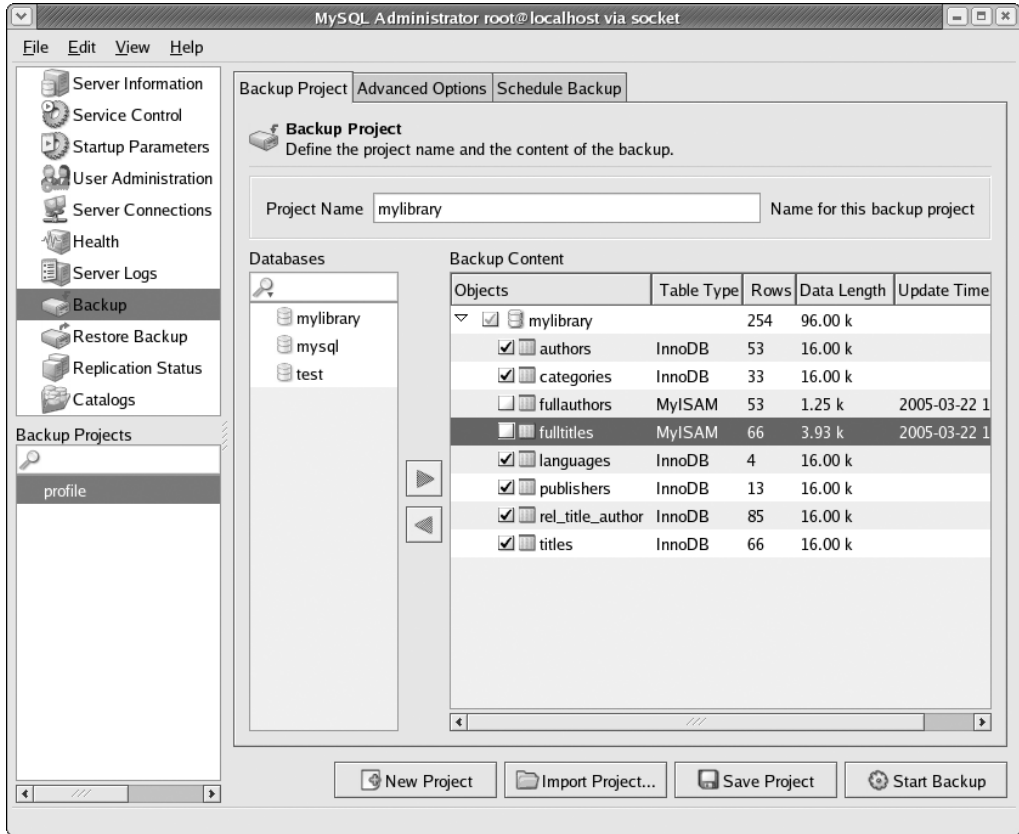 MySQL Administrator root@localhost via socket
File Edit View Help
Server Information
Service Control
Startup Parameters
User Administration
Server Connections
Health
Server Logs
Backup
Restore Backup
Replication Status
Catalogs
Backup Projects
profile
Backup Project Advanced Options Schedule Backup
Backup Project
Define the project name and the content of the backup.
Project Name mylibrary Name for this backup project
Databases
mylibrary
mysql
test
Backup Content
Objects Table Type Rows Data Length Update Time
mylibrary 254 96.00 k
authors InnoDB 53 16.00 k
categories InnoDB 33 16.00 k
fullauthors MyISAM 53 1.25 k 2005-03-22 1
fulltitles MyISAM 66 3.93 k 2005-03-22 1
languages InnoDB 4 16.00 k
publishers InnoDB 13 16.00 k
rel_title_author InnoDB 85 16.00 k
titles InnoDB 66 16.00 k
New Project Import Project... Save Project Start Backup